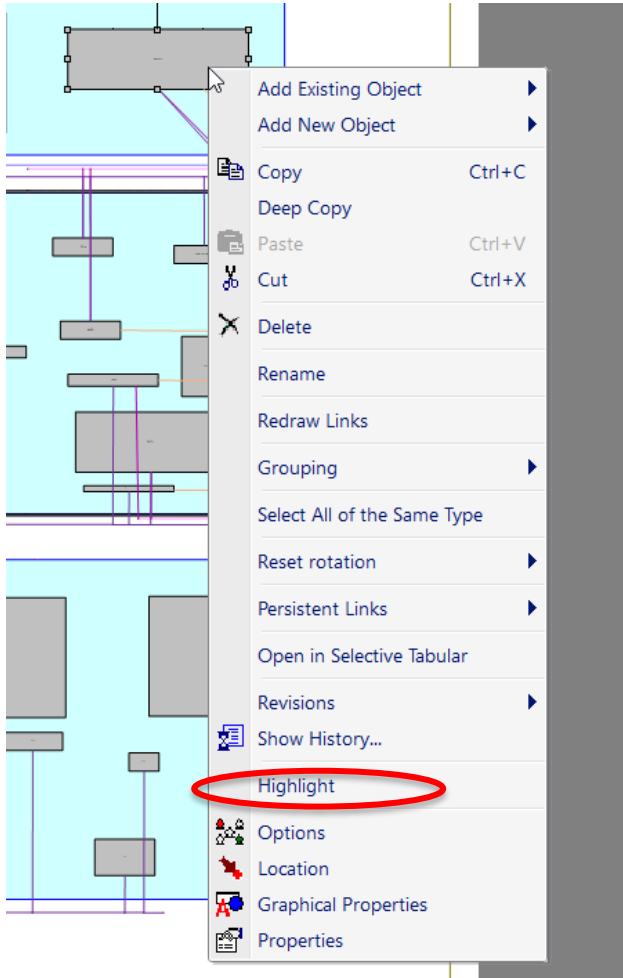 Add Existing Object
Add New Object
Copy Ctrl+C
Deep Copy
Paste Ctrl+V
Cut Ctrl+X
Delete
Rename
Redraw Links
Grouping
Select All of the Same Type
Reset rotation
Persistent Links
Open in Selective Tabular
Revisions
Show History...
Highlight
Options
Location
Graphical Properties
Properties